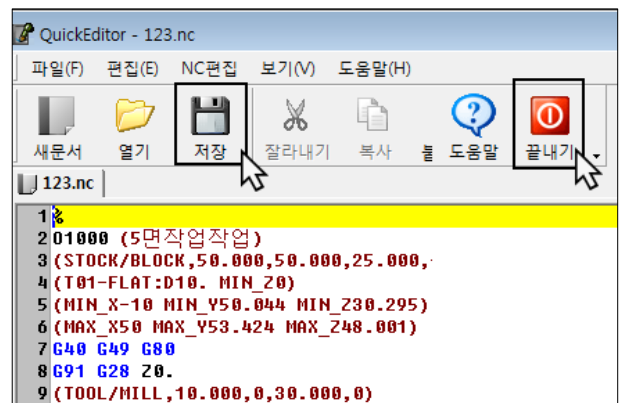 QuickEditor - 123.nc
파일(F) 편집(E) NC편집 보기(V) 도움말(H)
새문서 열기 저장 잘라내기 복사 도움말 끝내기
123.nc
1 %
2 O1000 (5면작업작업)
3 (STOCK/BLOCK,50.000,50.000,25.000,
4 (T01-FLAT:D10. MIN_Z0)
5 (MIN_X-10 MIN_Y50.044 MIN_Z30.295)
6 (MAX_X50 MAX_Y53.424 MAX_Z48.001)
7 G40 G49 G80
8 G91 G28 Z0.
9 (TOOL/MILL,10.000,0,30.000,0)